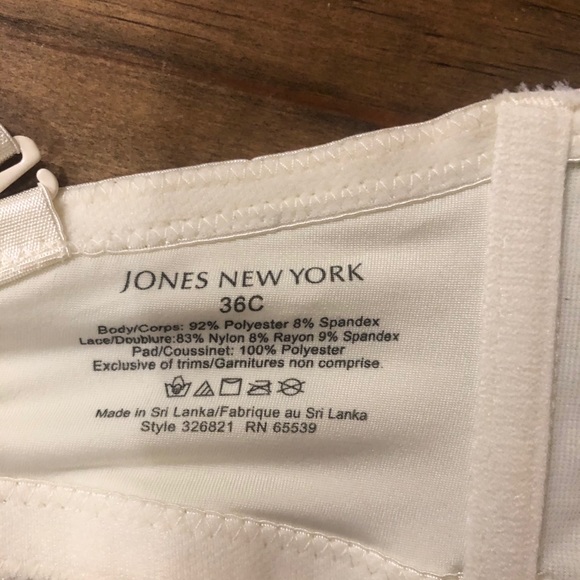 JONES NEW YORK
36C
Body/Corps: 92% Polyester 8% Spandex
Lace/Doublure:83% Nylon 8% Rayon 9% Spandex
Pad/Coussinet: 100% Polyester
Exclusive of trims/Garnitures non comprise.
Made in Sri Lanka/Fabrique au Sri Lanka
Style 326821 RN 65539